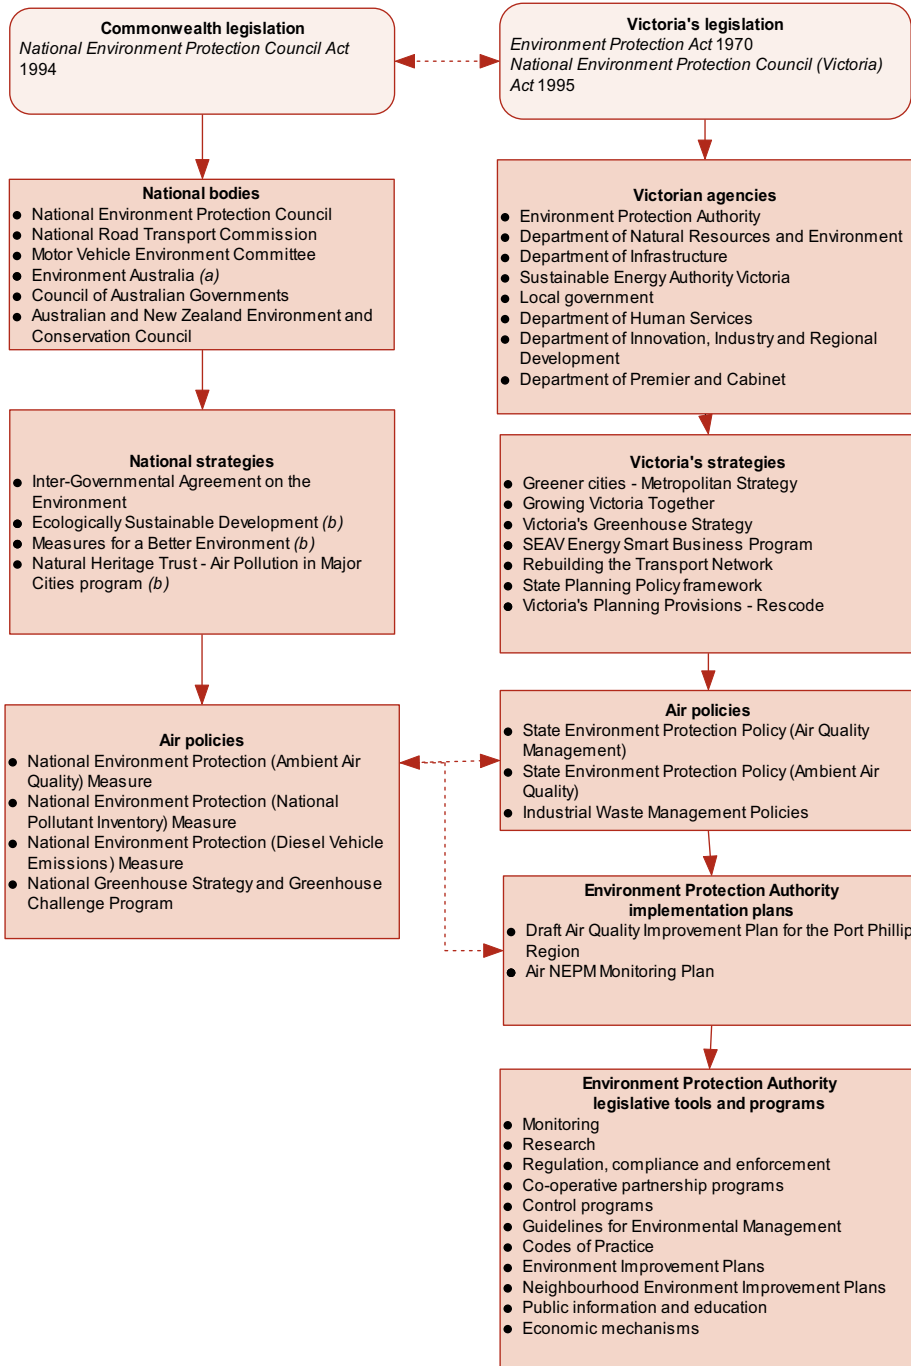 Commonwealth legislation
National Environment Protection Council Act
1994
Victoria's legislation
Environment Protection Act 1970
National Environment Protection Council (Victoria)
Act 1995
National bodies
● National Environment Protection Council
● National Road Transport Commission
● Motor Vehicle Environment Committee
● Environment Australia (a)
● Council of Australian Governments
● Australian and New Zealand Environment and
Conservation Council
Victorian agencies
● Environment Protection Authority
● Department of Natural Resources and Environment
● Department of Infrastructure
● Sustainable Energy Authority Victoria
● Local government
● Department of Human Services
● Department of Innovation, Industry and Regional
Development
● Department of Premier and Cabinet
National strategies
● Inter-Governmental Agreement on the
Environment
● Ecologically Sustainable Development (b)
● Measures for a Better Environment (b)
● Natural Heritage Trust - Air Pollution in Major
Cities program (b)
Victoria's strategies
● Greener cities - Metropolitan Strategy
● Growing Victoria Together
● Victoria's Greenhouse Strategy
● SEAV Energy Smart Business Program
● Rebuilding the Transport Network
● State Planning Policy framework
● Victoria's Planning Provisions - Rescode
Air policies
● National Environment Protection (Ambient Air
Quality) Measure
● National Environment Protection (National
Pollutant Inventory) Measure
● National Environment Protection (Diesel Vehicle
Emissions) Measure
● National Greenhouse Strategy and Greenhouse
Challenge Program
Air policies
● State Environment Protection Policy (Air Quality
Management)
● State Environment Protection Policy (Ambient Air
Quality)
● Industrial Waste Management Policies
Environment Protection Authority
implementation plans
● Draft Air Quality Improvement Plan for the Port Phillip
Region
● Air NEPM Monitoring Plan
Environment Protection Authority
legislative tools and programs
● Monitoring
● Research
● Regulation, compliance and enforcement
● Co-operative partnership programs
● Control programs
● Guidelines for Environmental Management
● Codes of Practice
● Environment Improvement Plans
● Neighbourhood Environment Improvement Plans
● Public information and education
● Economic mechanisms